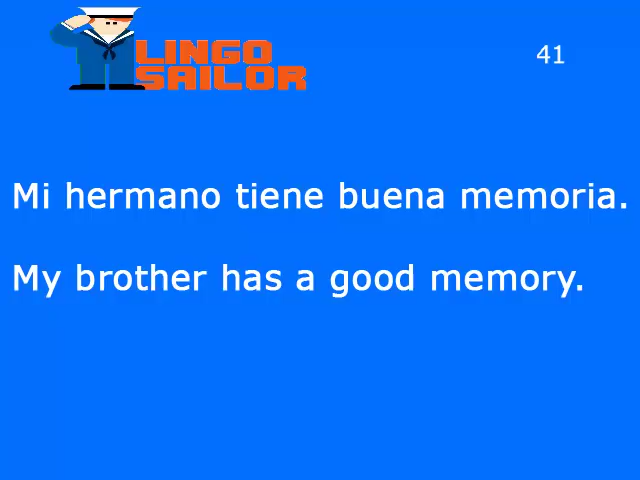 LINGO
SAILOR
41
Mi hermano tiene buena memoria.
My brother has a good memory.